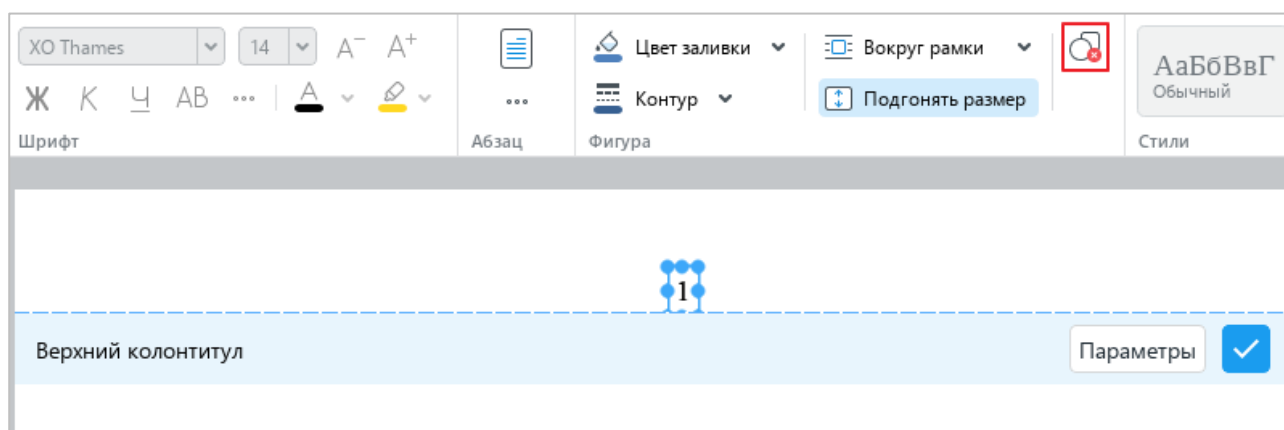 XO Thames 14 A⁻ A⁺ Цвет заливки Вокруг рамки АаБбВвГ
Ж К Ч АВ ... А ... Контур Подгонять размер Обычный
Шрифт Абзац Фигура Стили
1
Верхний колонтитул Параметры